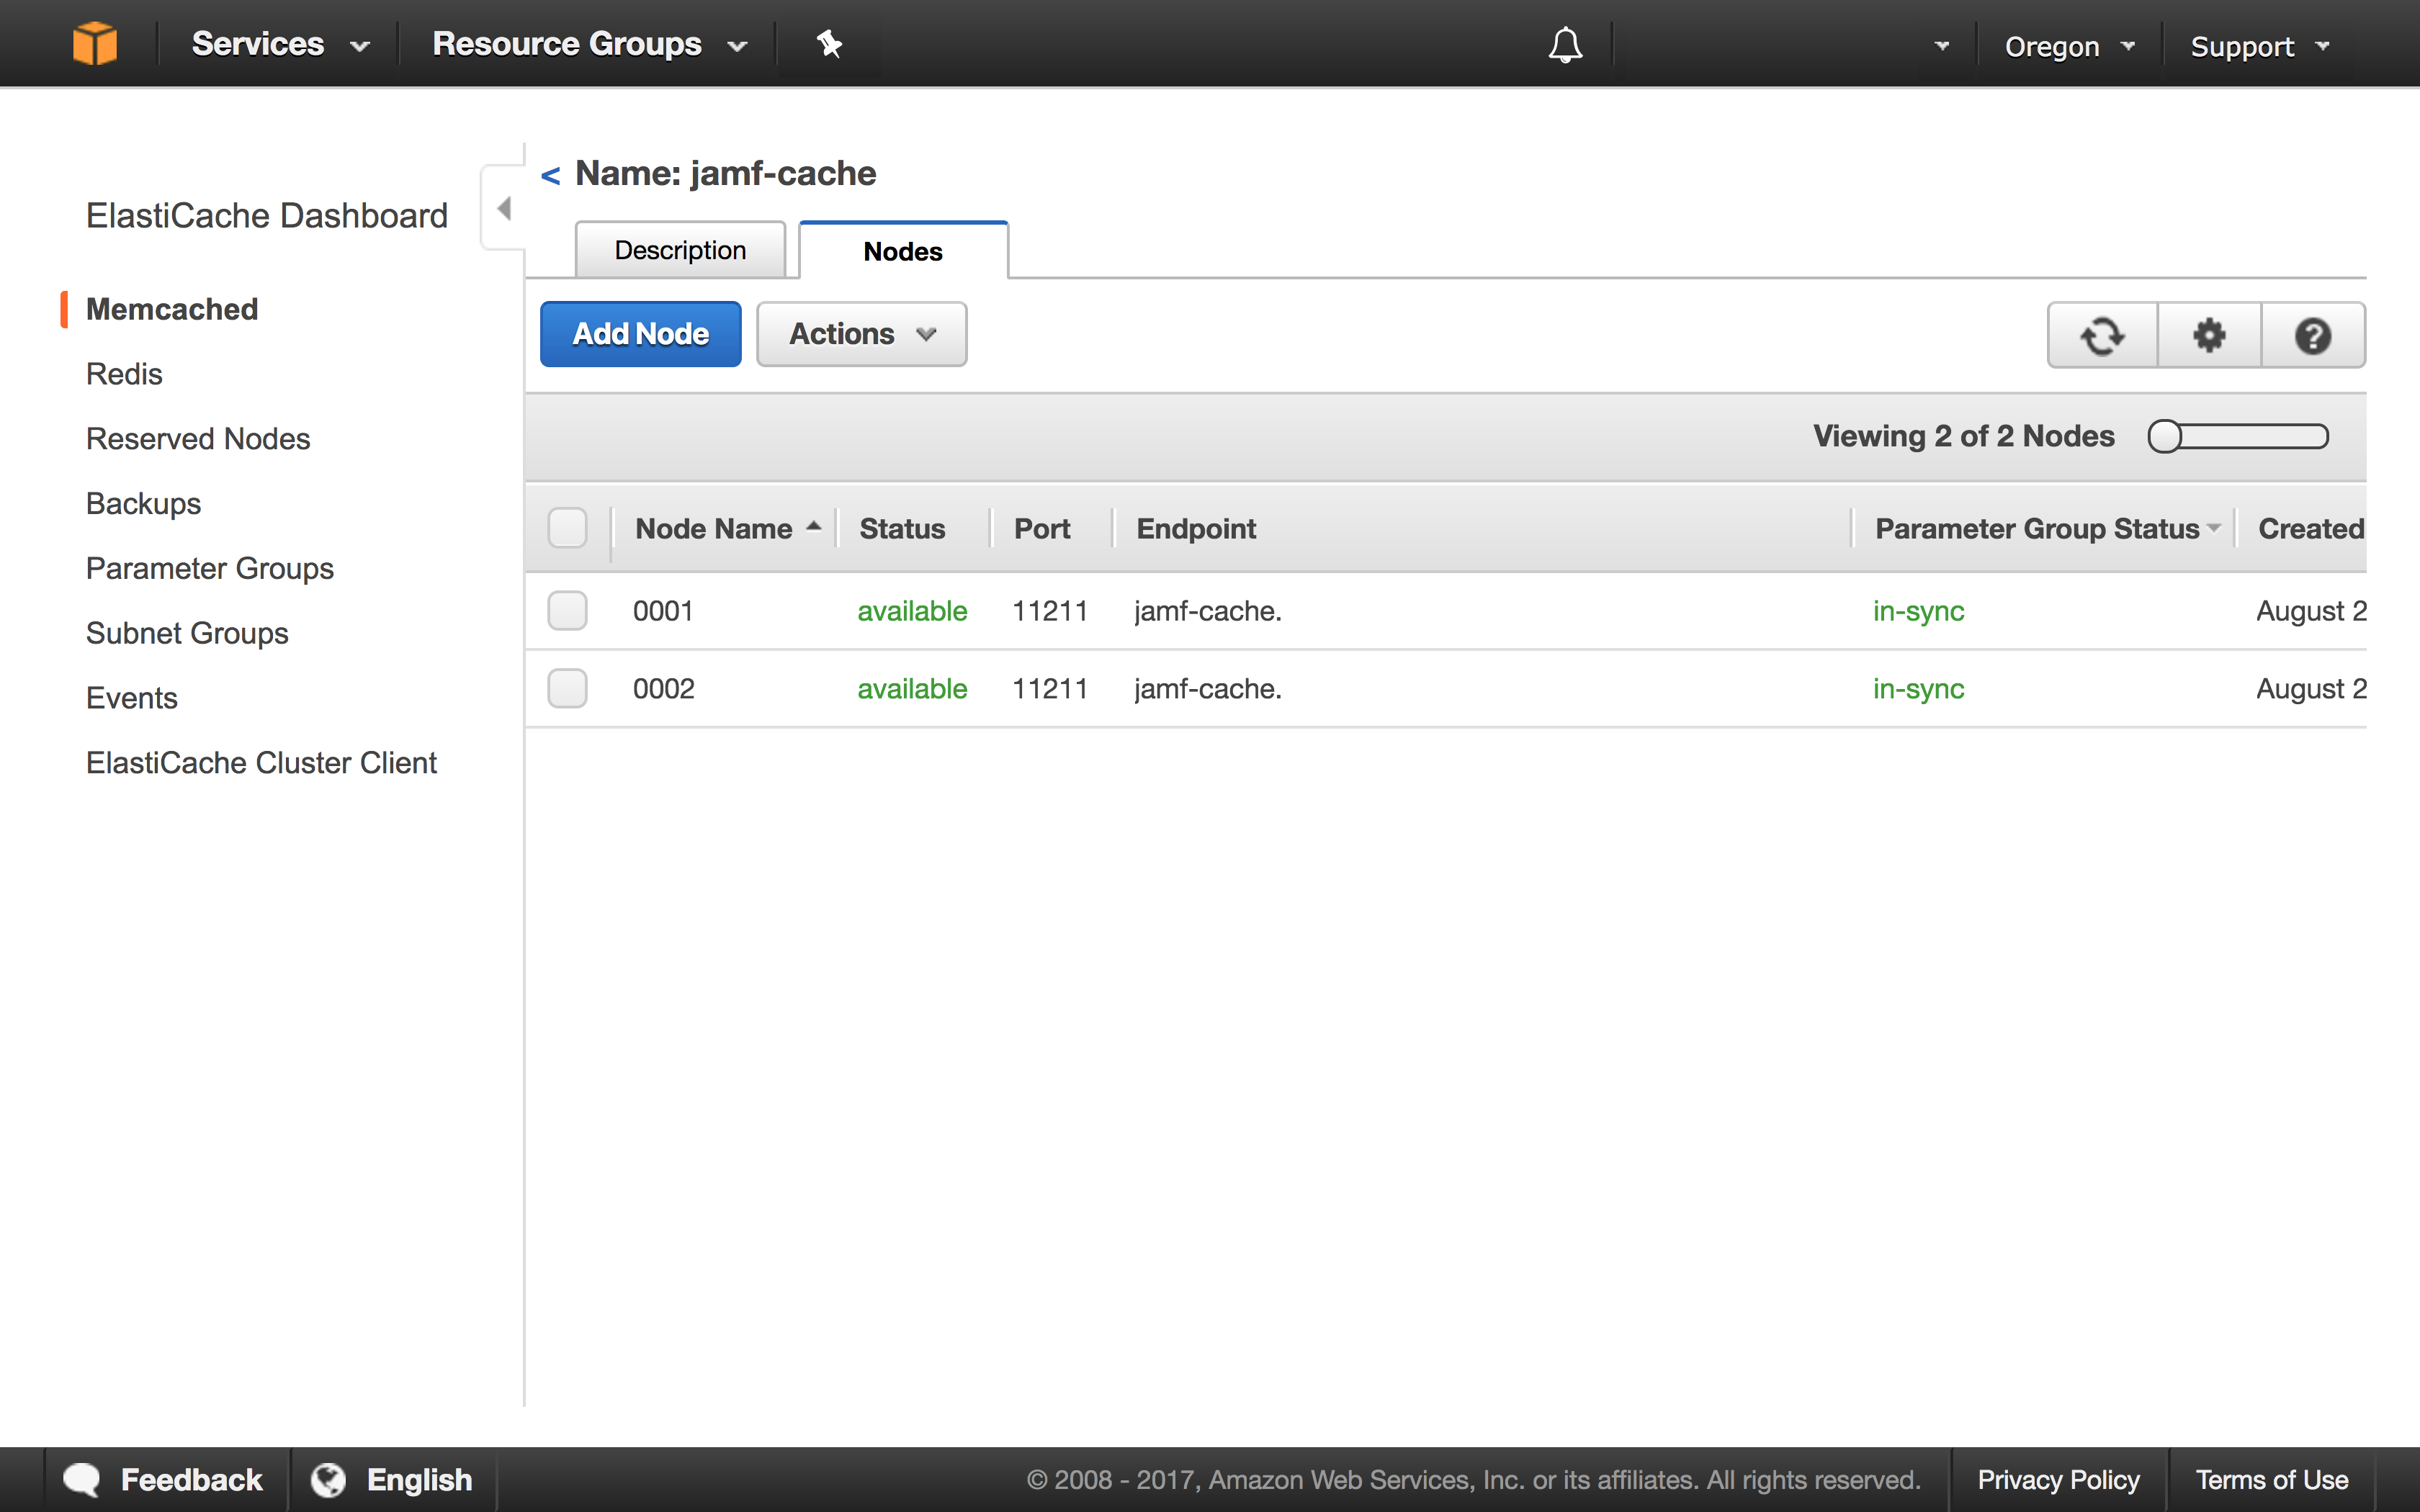 Services Resource Groups Oregon Support
< Name: jamf-cache
ElastiCache Dashboard
Description Nodes
Memcached
Add Node Actions
Redis
Reserved Nodes
Viewing 2 of 2 Nodes
Backups
Node Name Status Port Endpoint Parameter Group Status Created
Parameter Groups
0001 available 11211 jamf-cache. in-sync August 2
Subnet Groups
0002 available 11211 jamf-cache. in-sync August 2
Events
ElastiCache Cluster Client
Feedback English © 2008 - 2017, Amazon Web Services, Inc. or its affiliates. All rights reserved. Privacy Policy Terms of Use